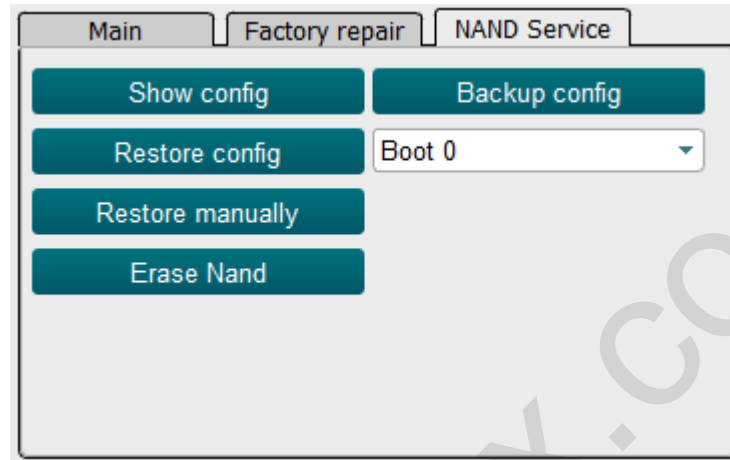 Main Factory repair NAND Service
Show config Backup config
Restore config Boot 0
Restore manually
Erase Nand